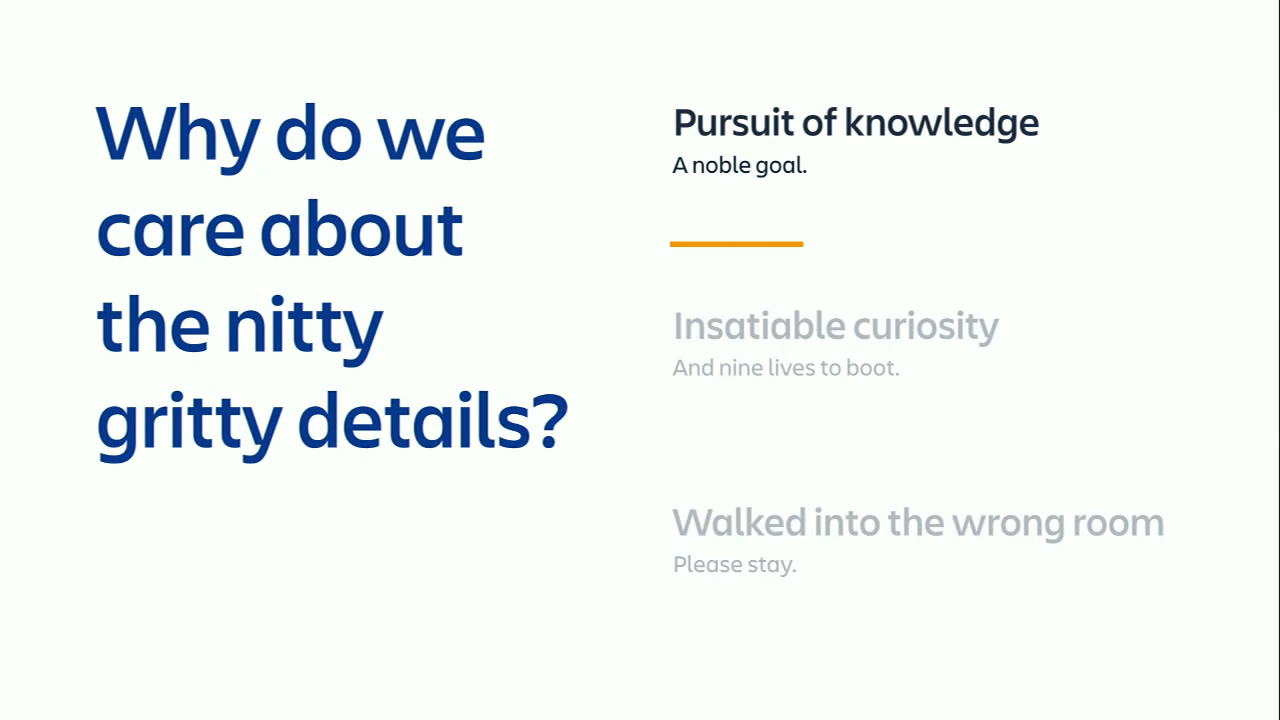 Why do we
care about
the nitty
gritty details?
Pursuit of knowledge
A noble goal.
Insatiable curiosity
And nine lives to boot.
Walked into the wrong room
Please stay.